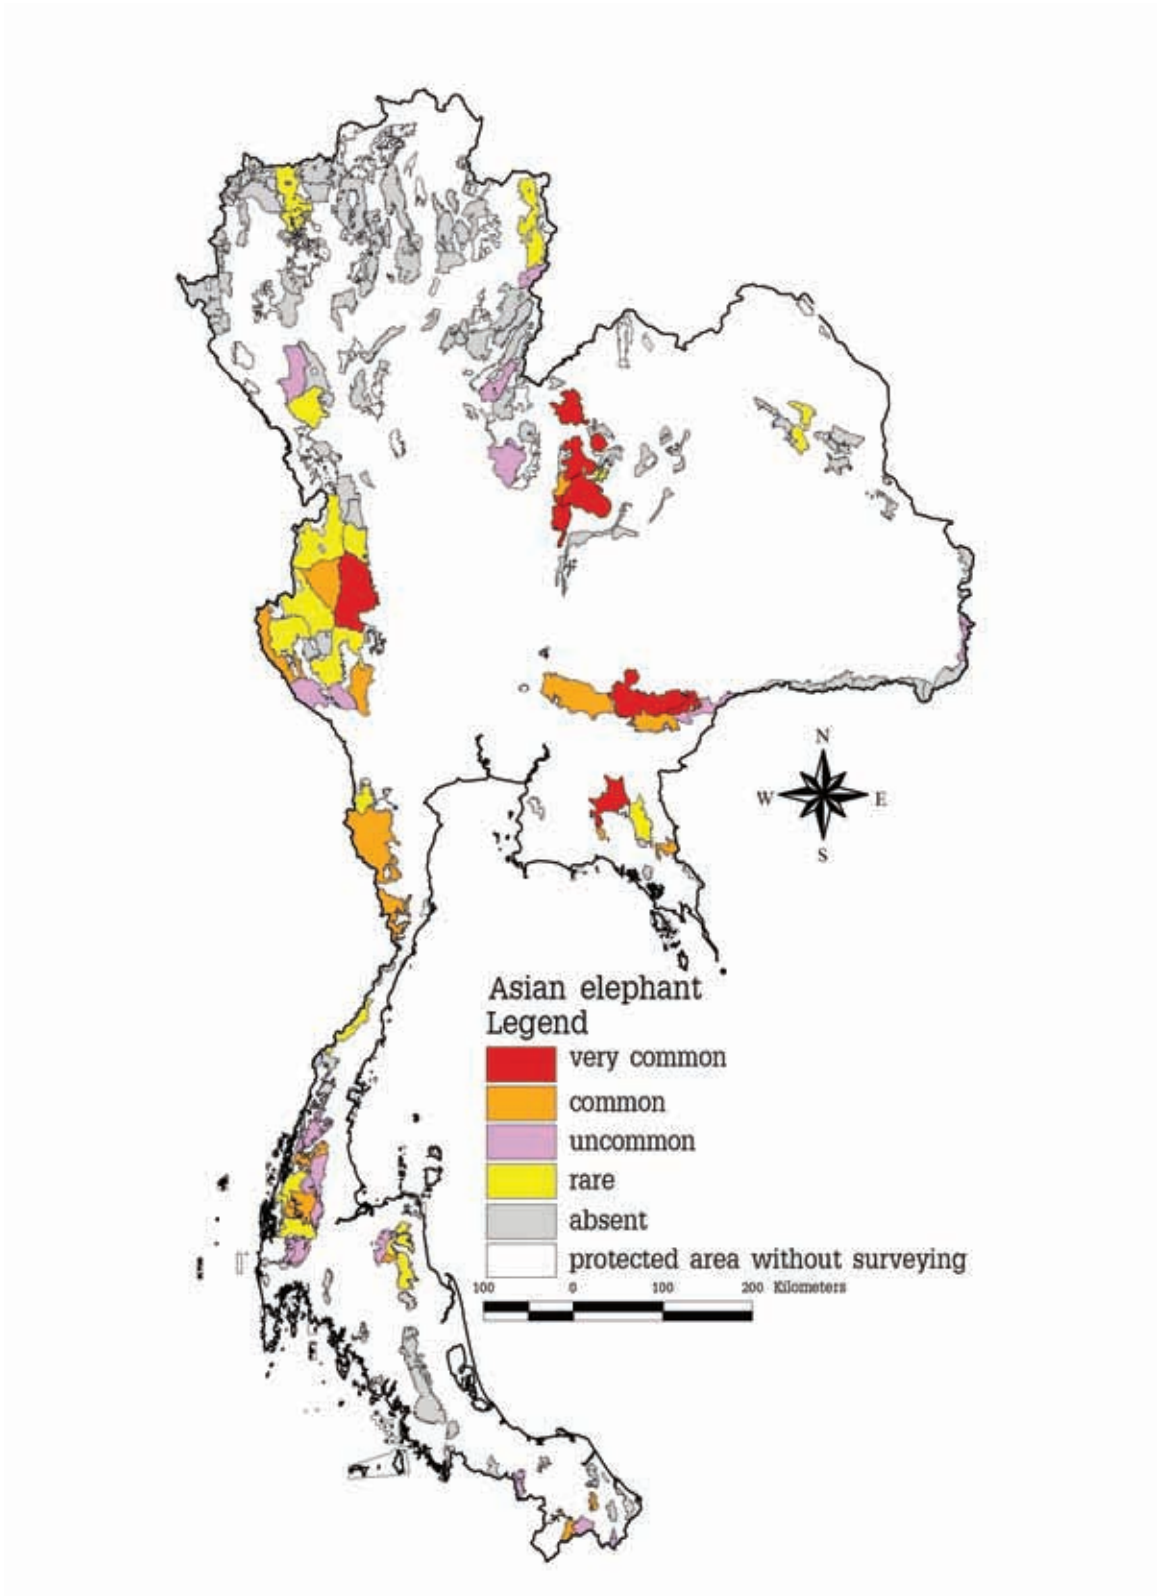 N
W E
S
Asian elephant
Legend
very common
common
uncommon
rare
absent
protected area without surveying
100 0 100 200 Kilometers